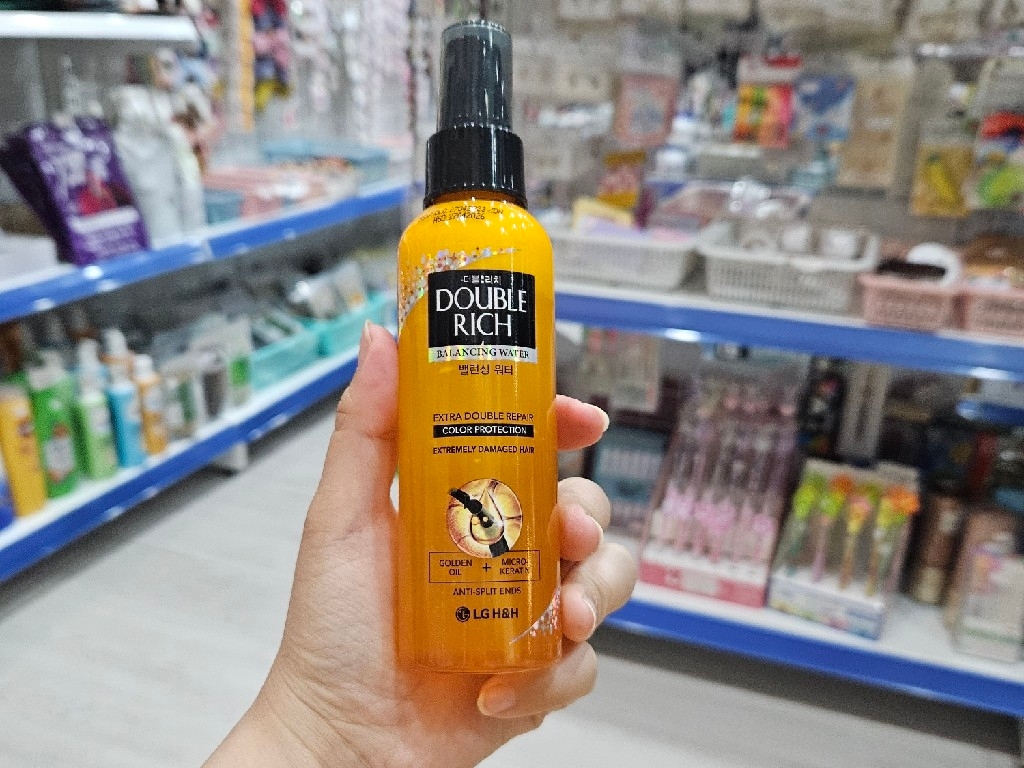 더블리치
DOUBLE
RICH
BALANCING WATER
밸런싱 워터
EXTRA DOUBLE REPAIR
COLOR PROTECTION
EXTREMELY DAMAGED HAIR
GOLDEN
OIL
+
MICRO-
KERATIN
ANTI-SPLIT ENDS
LG H&H